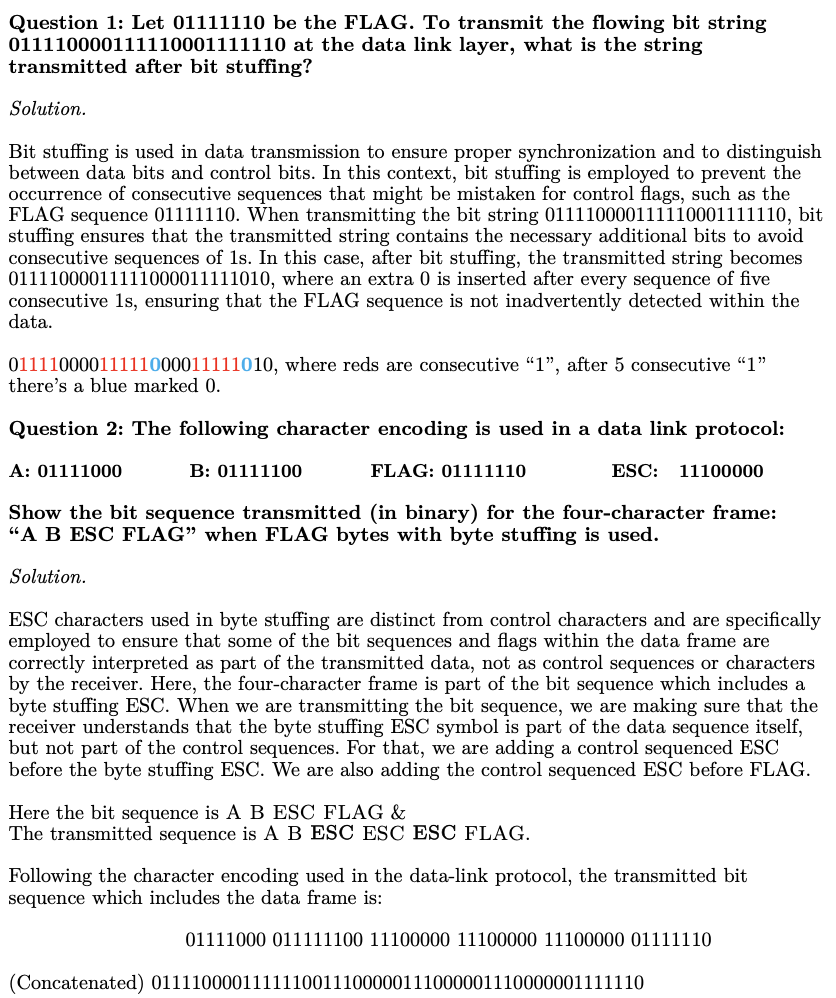 Question 1: Let 01111110 be the FLAG. To transmit the flowing bit string
011110000111110001111110 at the data link layer, what is the string
transmitted after bit stuffing?
Solution.
Bit stuffing is used in data transmission to ensure proper synchronization and to distinguish
between data bits and control bits. In this context, bit stuffing is employed to prevent the
occurrence of consecutive sequences that might be mistaken for control flags, such as the
FLAG sequence 01111110. When transmitting the bit string 011110000111110001111110, bit
stuffing ensures that the transmitted string contains the necessary additional bits to avoid
consecutive sequences of 1s. In this case, after bit stuffing, the transmitted string becomes
01111000011111000011111010, where an extra 0 is inserted after every sequence of five
consecutive 1s, ensuring that the FLAG sequence is not inadvertently detected within the
data.
01111000011111000011111010, where reds are consecutive “1”, after 5 consecutive “1”
there’s a blue marked 0.
Question 2: The following character encoding is used in a data link protocol:
A: 01111000 B: 01111100 FLAG: 01111110 ESC: 11100000
Show the bit sequence transmitted (in binary) for the four-character frame:
“A B ESC FLAG” when FLAG bytes with byte stuffing is used.
Solution.
ESC characters used in byte stuffing are distinct from control characters and are specifically
employed to ensure that some of the bit sequences and flags within the data frame are
correctly interpreted as part of the transmitted data, not as control sequences or characters
by the receiver. Here, the four-character frame is part of the bit sequence which includes a
byte stuffing ESC. When we are transmitting the bit sequence, we are making sure that the
receiver understands that the byte stuffing ESC symbol is part of the data sequence itself,
but not part of the control sequences. For that, we are adding a control sequenced ESC
before the byte stuffing ESC. We are also adding the control sequenced ESC before FLAG.
Here the bit sequence is A B ESC FLAG &
The transmitted sequence is A B ESC ESC ESC FLAG.
Following the character encoding used in the data-link protocol, the transmitted bit
sequence which includes the data frame is:
01111000 011111100 11100000 11100000 11100000 01111110
(Concatenated) 0111100001111110011100000111000001110000001111110